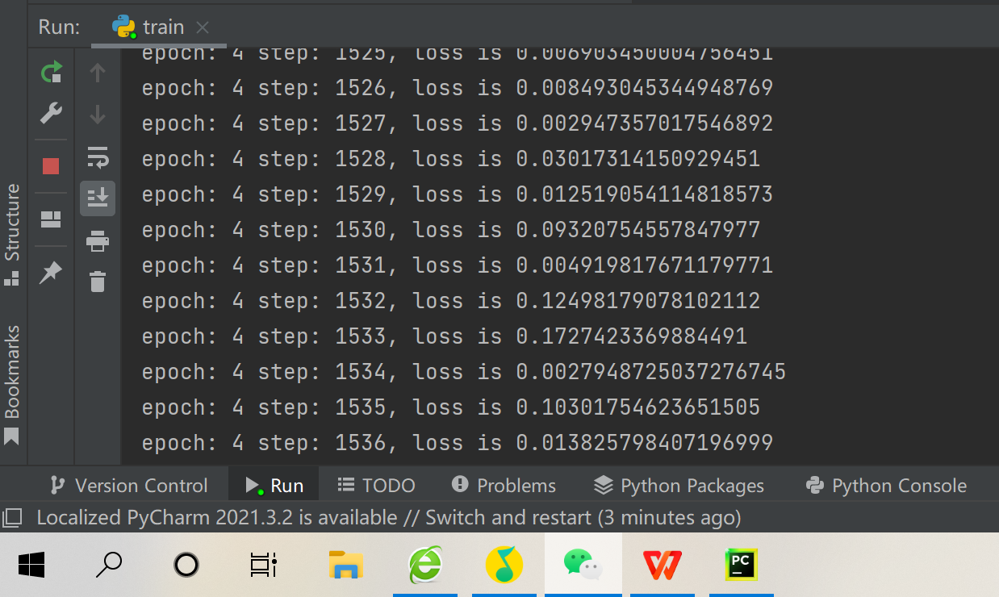 Run: train
epoch: 4 step: 1525, loss is 0.006903450004756451
epoch: 4 step: 1526, loss is 0.008493045344948769
epoch: 4 step: 1527, loss is 0.002947357017546892
epoch: 4 step: 1528, loss is 0.03017314150929451
epoch: 4 step: 1529, loss is 0.012519054114818573
epoch: 4 step: 1530, loss is 0.09320754557847977
epoch: 4 step: 1531, loss is 0.004919817671179771
epoch: 4 step: 1532, loss is 0.12498179078102112
epoch: 4 step: 1533, loss is 0.1727423369884491
epoch: 4 step: 1534, loss is 0.0027948725037276745
epoch: 4 step: 1535, loss is 0.10301754623651505
epoch: 4 step: 1536, loss is 0.013825798407196999
Structure
Bookmarks
Version Control Run TODO Problems Python Packages Python Console
Localized PyCharm 2021.3.2 is available // Switch and restart (3 minutes ago)
PC